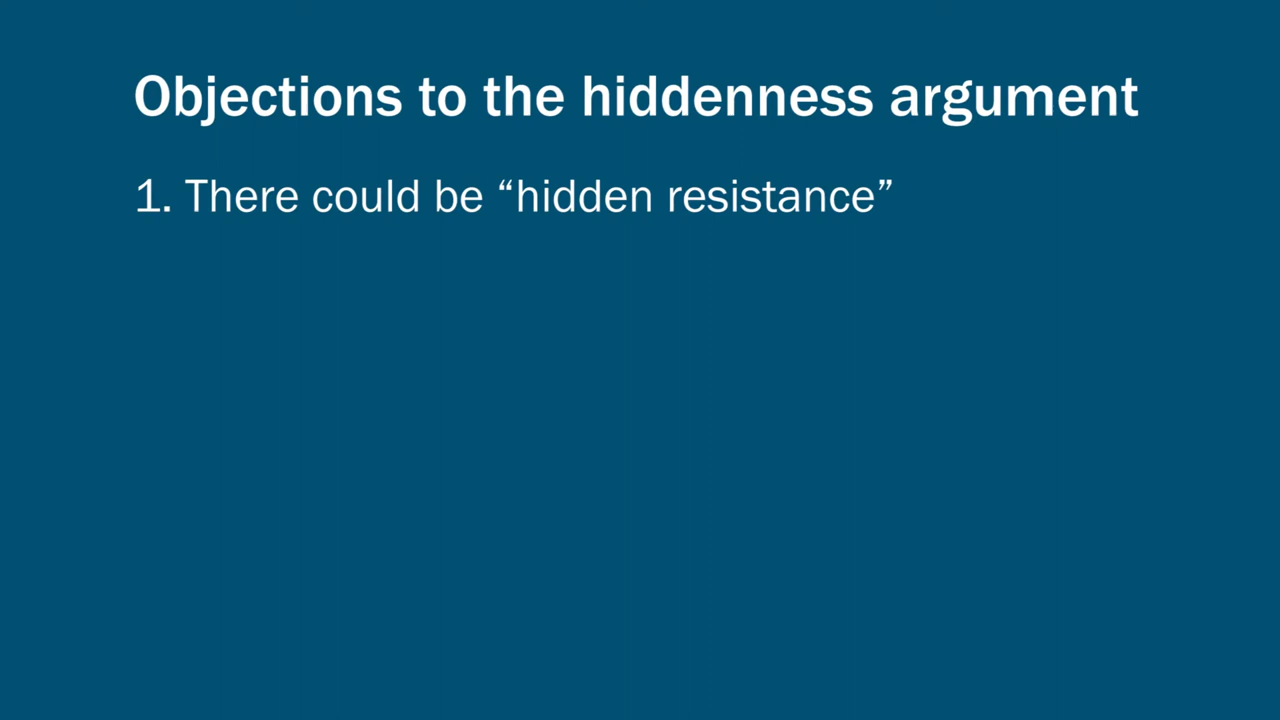 Objections to the hiddenness argument
1. There could be “hidden resistance”